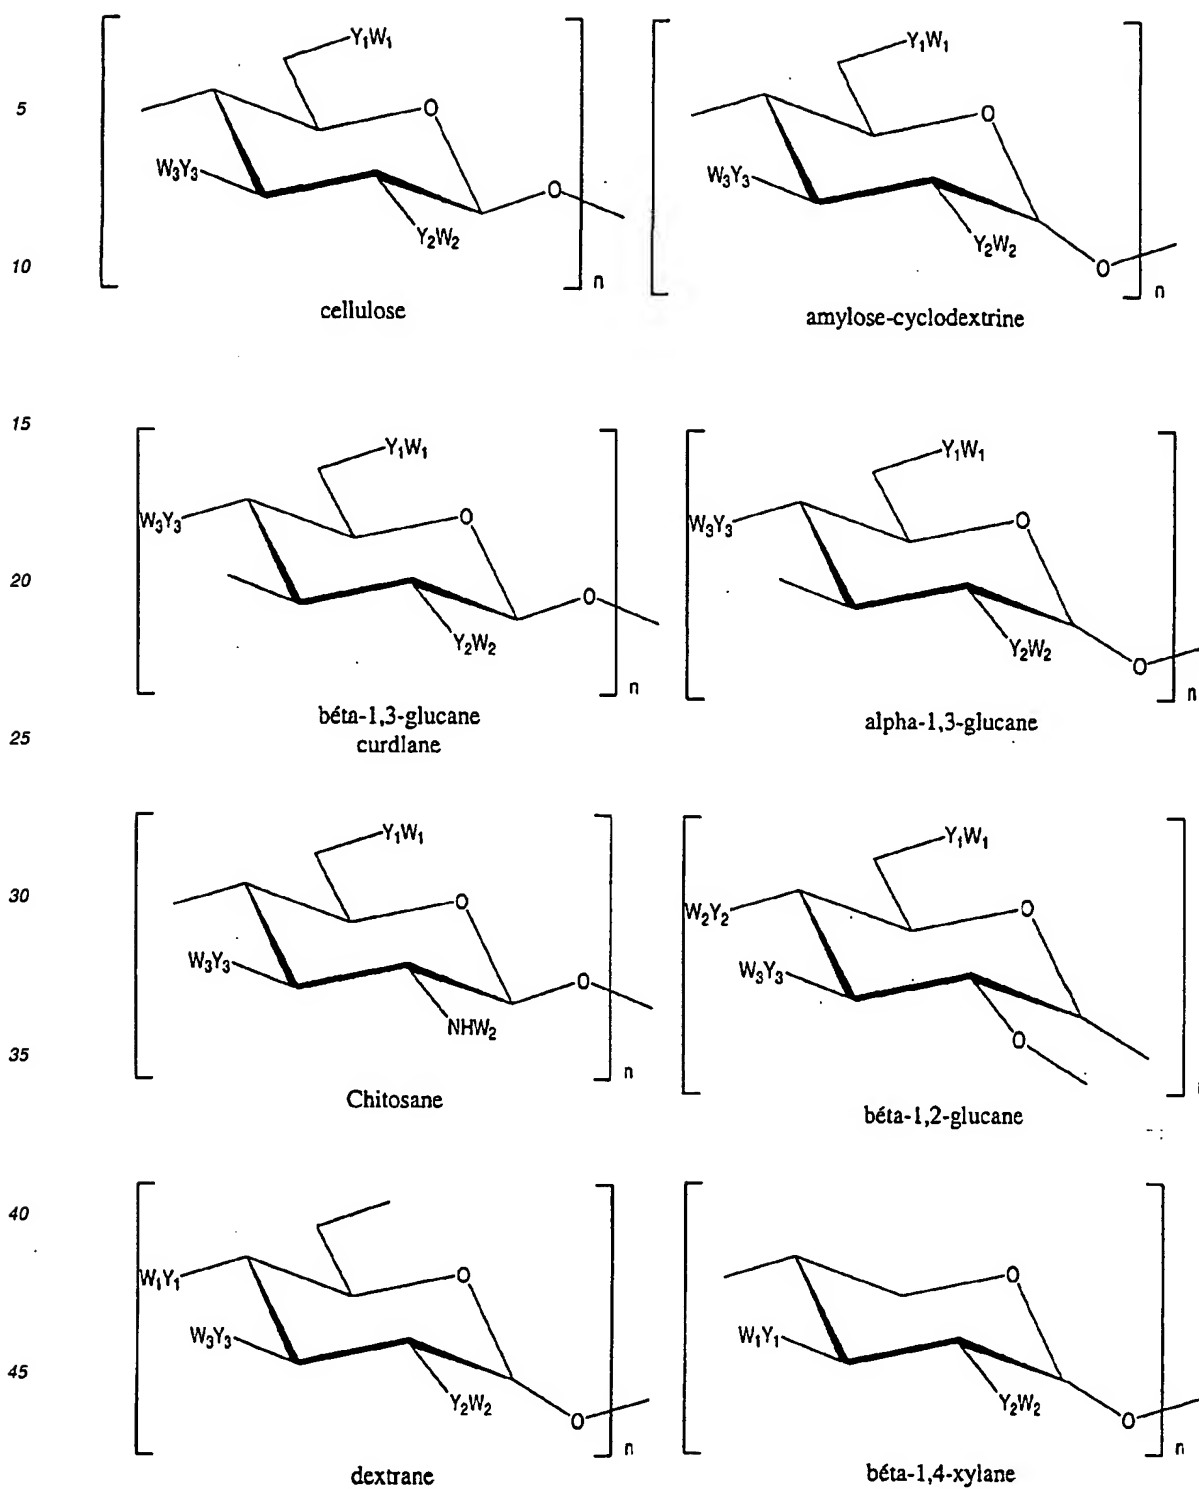 Y₁W₁ Y₁W₁
5 O O
W₃Y₃ O W₃Y₃
Y₂W₂ Y₂W₂
10 n O n
cellulose amylose-cyclodextrine
15
Y₁W₁ Y₁W₁
W₃Y₃ O W₃Y₃ O
20 O
Y₂W₂ Y₂W₂ O
n n
béta-1,3-glucane alpha-1,3-glucane
25 curdlane
Y₁W₁ Y₁W₁
30 O W₂Y₂ O
W₃Y₃ O W₃Y₃
NHW₂ O
35 n
Chitosane béta-1,2-glucane
40
W₁Y₁ O O
W₃Y₃ W₁Y₁
45 Y₂W₂ O Y₂W₂ O
n n
dextrane béta-1,4-xylane